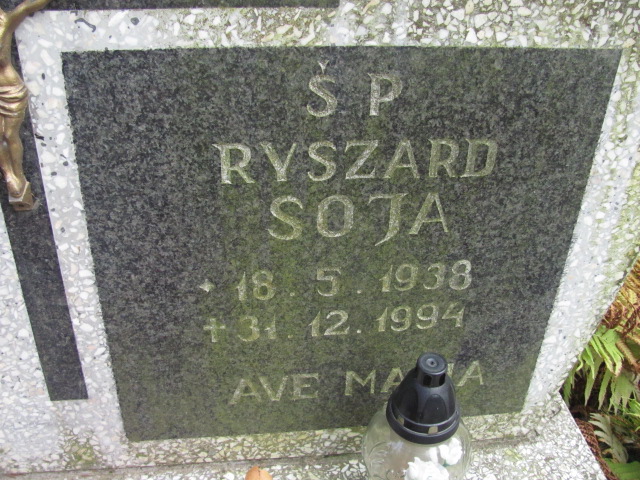 Š P
RYSZARD
SOJA
* 18.5.1938
+ 31.12.1994
AVE